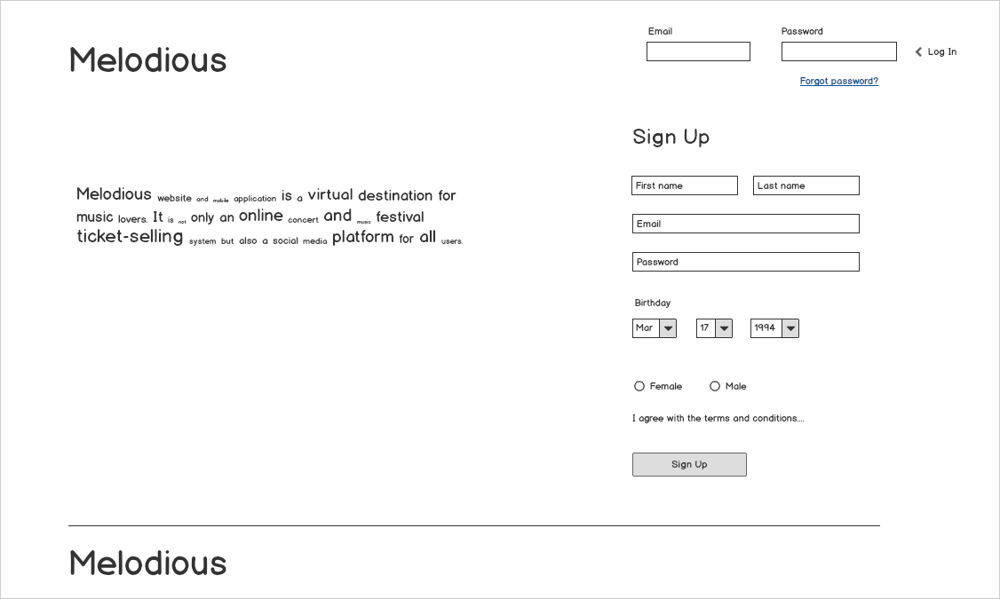 Melodious
Email
Password
Log In
Forgot password?
Sign Up
First name
Last name
Email
Password
Birthday
Mar
17
1994
Female
Male
I agree with the terms and conditions....
Sign Up
Melodious website and mobile application is a virtual destination for
music lovers. It is not only an online concert and music festival
ticket-selling system but also a social media platform for all users.
Melodious